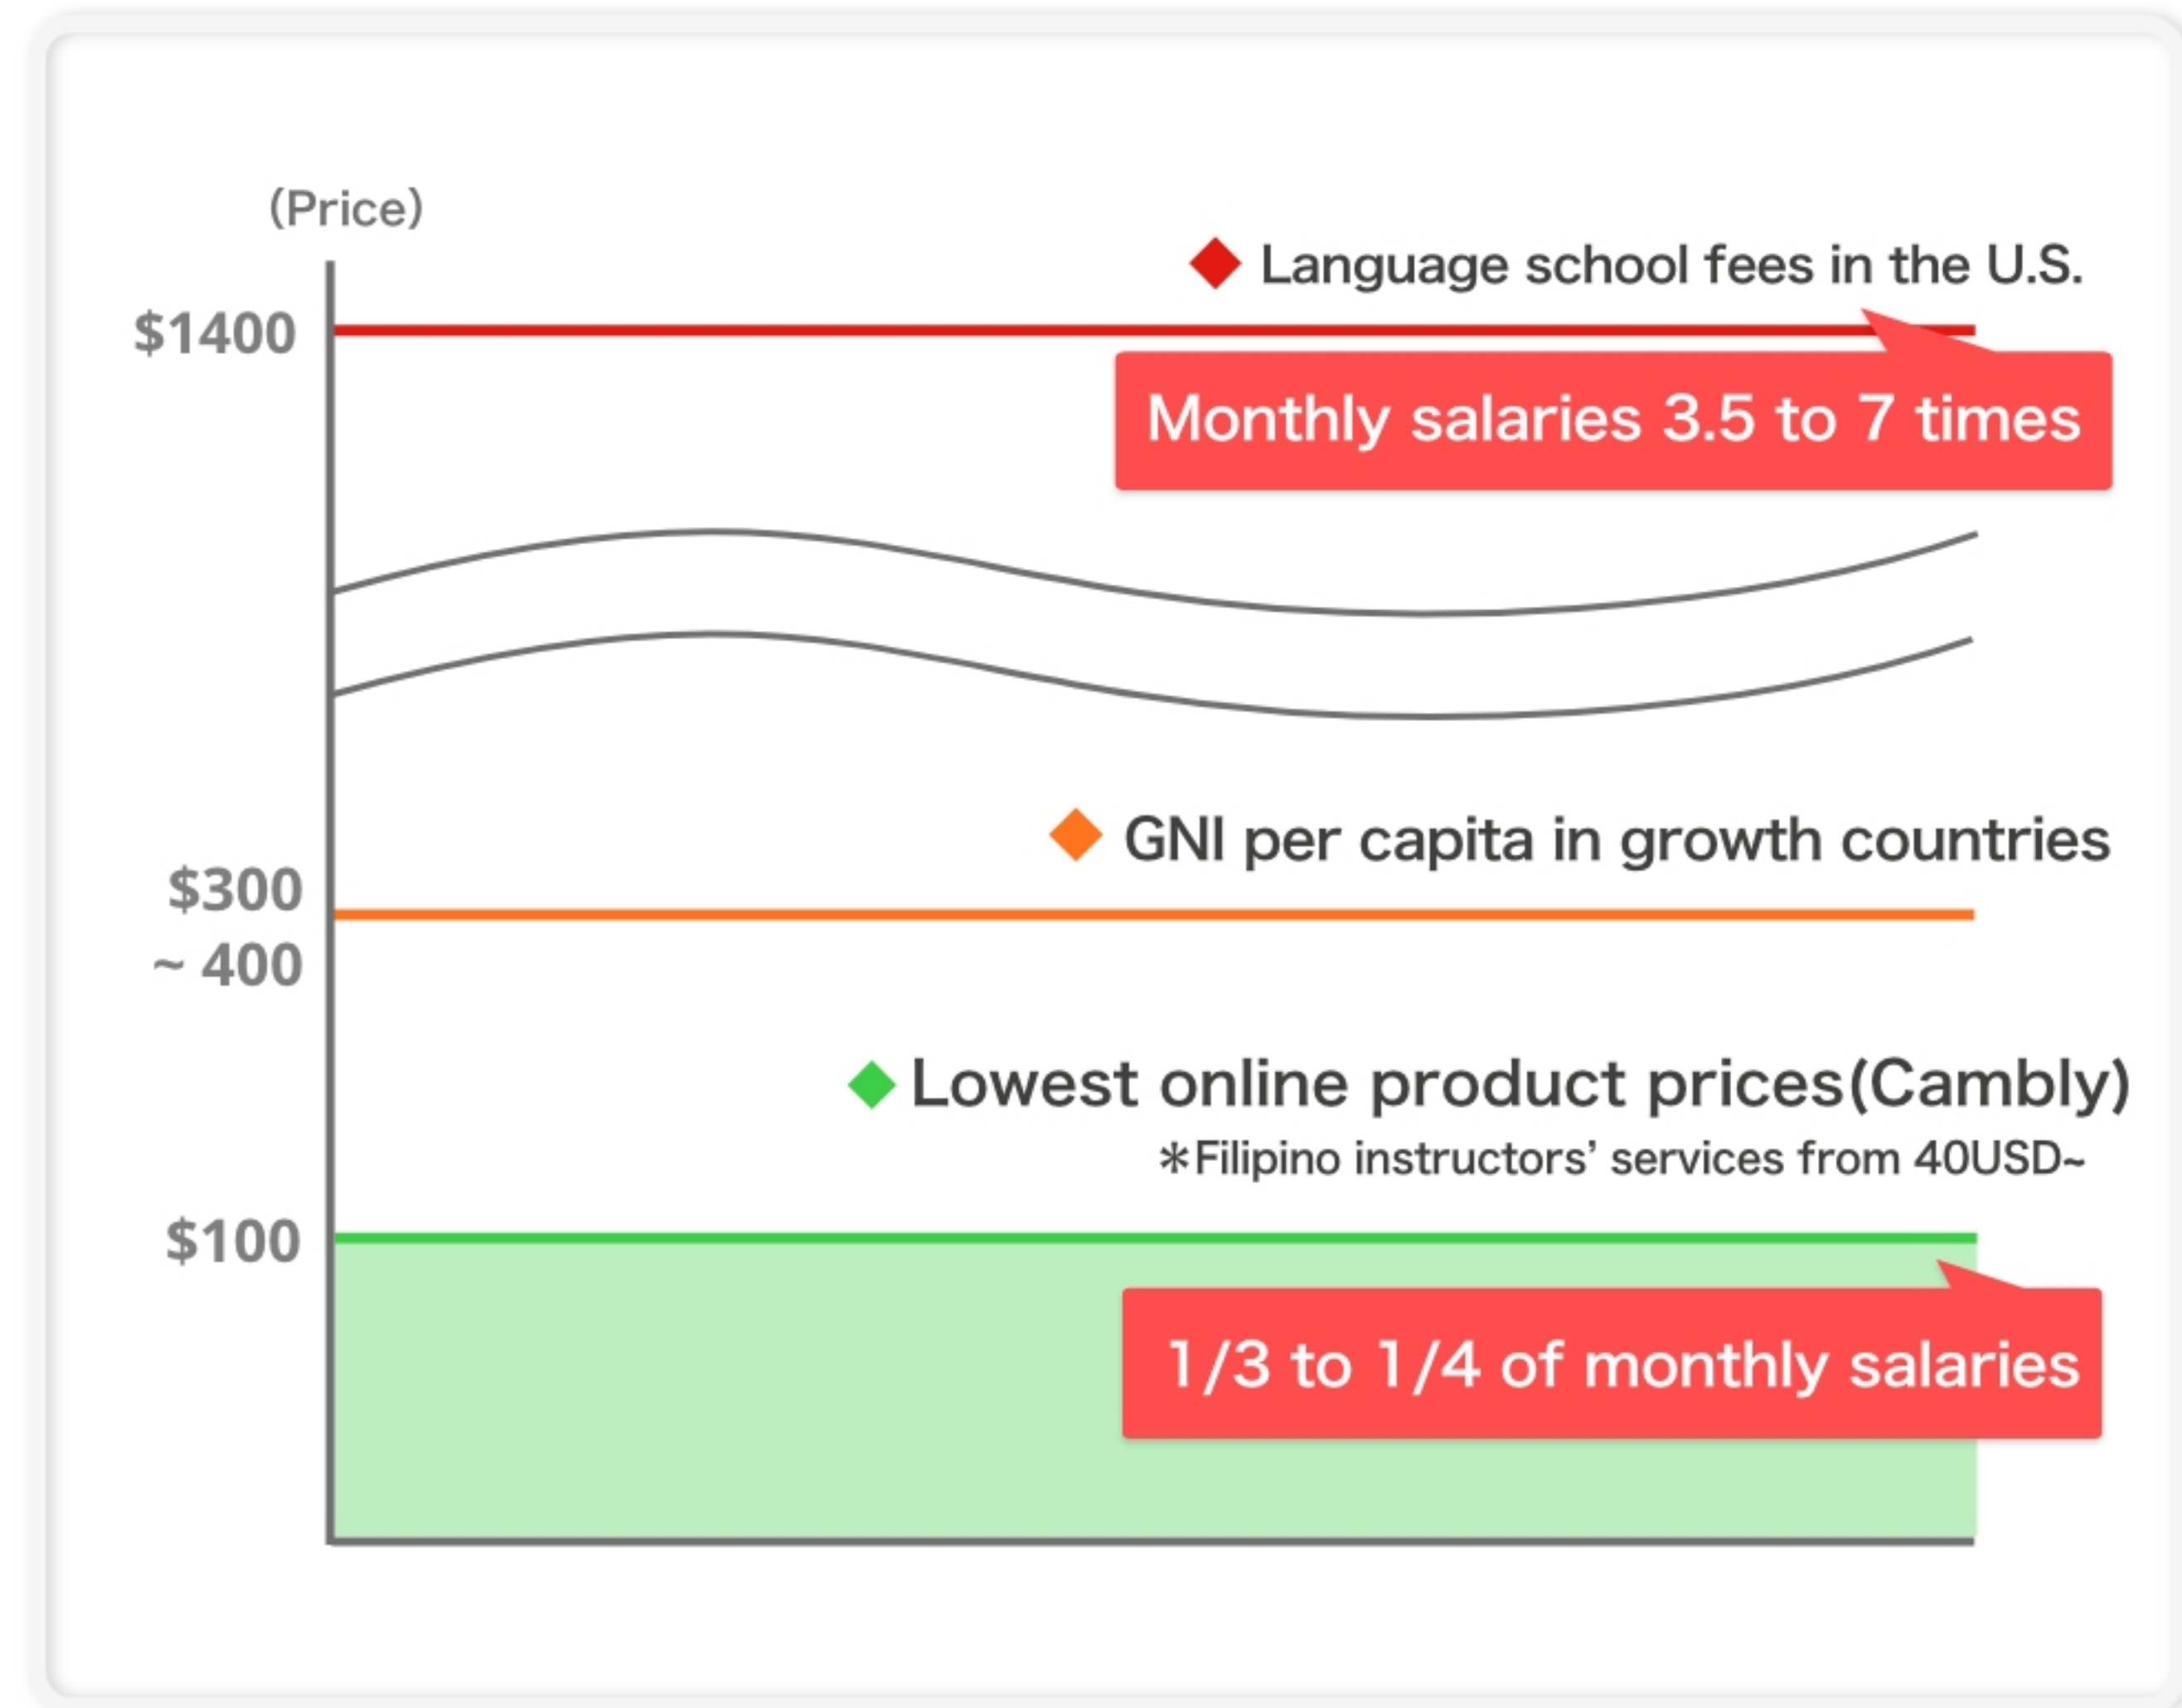 (Price)
◆ Language school fees in the U.S.
$1400
Monthly salaries 3.5 to 7 times
◆ GNI per capita in growth countries
$300
~ 400
◆ Lowest online product prices(Cambly)
*Filipino instructors’ services from 40USD~
$100
1/3 to 1/4 of monthly salaries